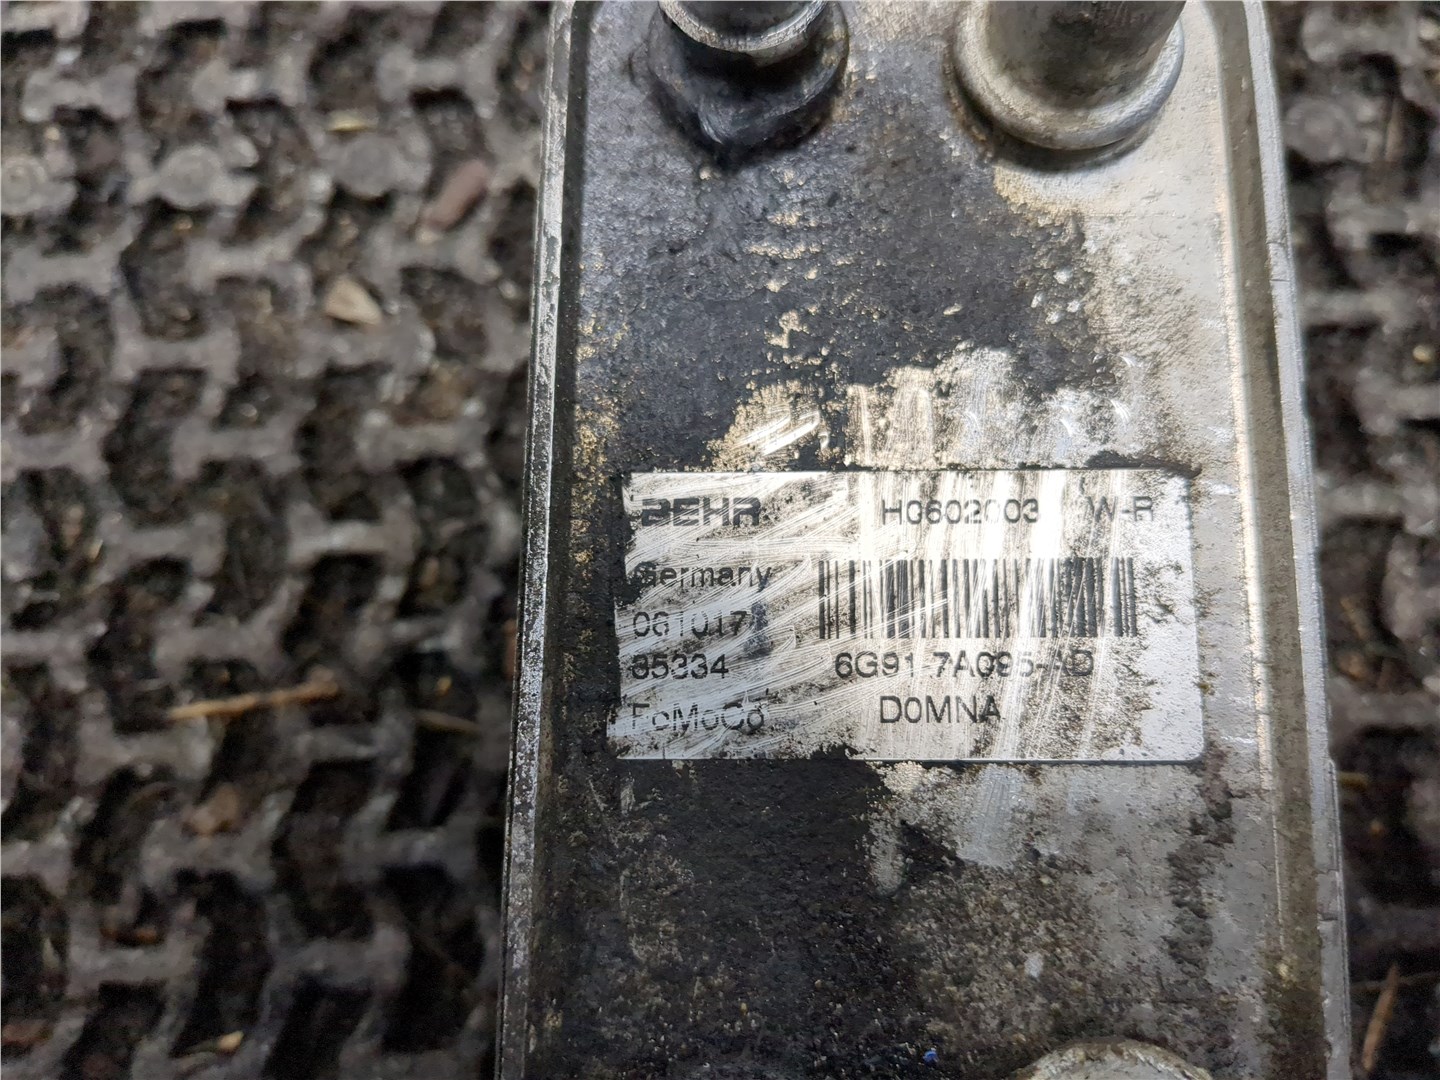 BEHR H0602003 W-R
Germany
061017
85334 6G91-7A095-AD
FoMoCo D0MNA